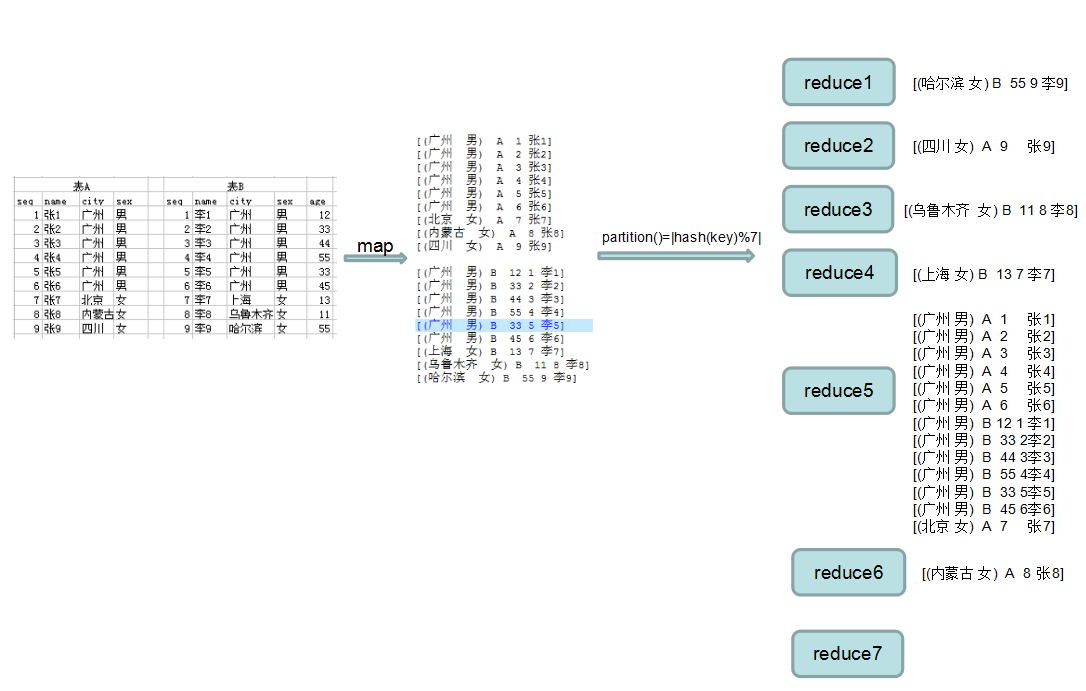 表A 表B
seq name city sex seq name city sex age
1 张1 广州 男 1 李1 广州 男 12
2 张2 广州 男 2 李2 广州 男 33
3 张3 广州 男 3 李3 广州 男 44
4 张4 广州 男 4 李4 广州 男 55
5 张5 广州 男 5 李5 广州 男 33
6 张6 广州 男 6 李6 广州 男 45
7 张7 北京 女 7 李7 上海 女 13
8 张8 内蒙古 女 8 李8 乌鲁木齐 女 11
9 张9 四川 女 9 李9 哈尔滨 女 55
map
[(广州 男) A 1 张1]
[(广州 男) A 2 张2]
[(广州 男) A 3 张3]
[(广州 男) A 4 张4]
[(广州 男) A 5 张5]
[(广州 男) A 6 张6]
[(北京 女) A 7 张7]
[(内蒙古 女) A 8 张8]
[(四川 女) A 9 张9]
[(广州 男) B 12 1 李1]
[(广州 男) B 33 2 李2]
[(广州 男) B 44 3 李3]
[(广州 男) B 55 4 李4]
[(广州 男) B 33 5 李5]
[(广州 男) B 45 6 李6]
[(上海 女) B 13 7 李7]
[(乌鲁木齐 女) B 11 8 李8]
[(哈尔滨 女) B 55 9 李9]
partition()=|hash(key)%7|
reduce1 [(哈尔滨 女) B 55 9 李9]
reduce2 [(四川 女) A 9 张9]
reduce3 [(乌鲁木齐 女) B 11 8 李8]
reduce4 [(上海 女) B 13 7 李7]
reduce5
[(广州 男) A 1 张1]
[(广州 男) A 2 张2]
[(广州 男) A 3 张3]
[(广州 男) A 4 张4]
[(广州 男) A 5 张5]
[(广州 男) A 6 张6]
[(广州 男) B 12 1 李1]
[(广州 男) B 33 2李2]
[(广州 男) B 44 3李3]
[(广州 男) B 55 4李4]
[(广州 男) B 33 5李5]
[(广州 男) B 45 6李6]
[(北京 女) A 7 张7]
reduce6 [(内蒙古 女) A 8 张8]
reduce7